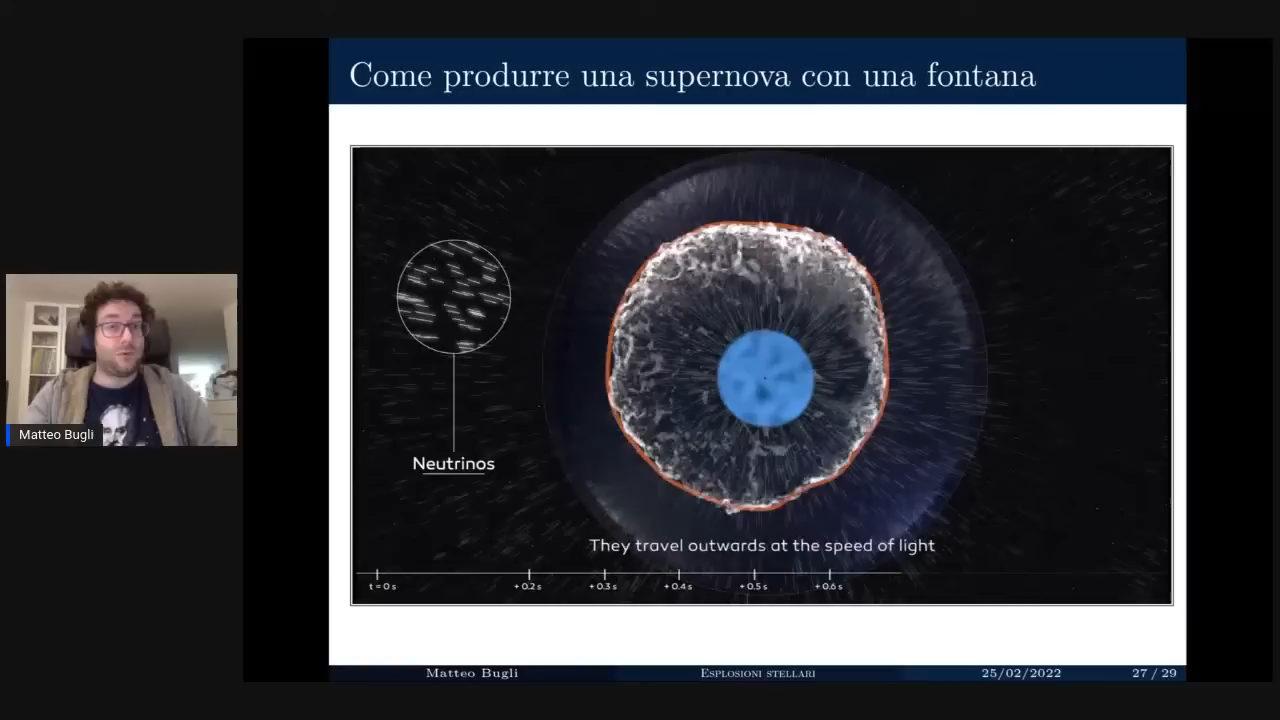 Come produrre una supernova con una fontana
Neutrinos
They travel outwards at the speed of light
t = 0 s + 0.2 s + 0.3 s + 0.4 s + 0.5 s + 0.6 s
Matteo Bugli
Matteo Bugli Esplosioni stellari 25/02/2022 27 / 29